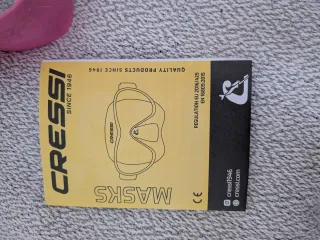 CRESSI
SINCE 1946
QUALITY PRODUCTS SINCE 1946
CRESSI
MASKS
CE
REGULATION EU 2016/425
EN 16805:2015
cressi1946
cressi.com